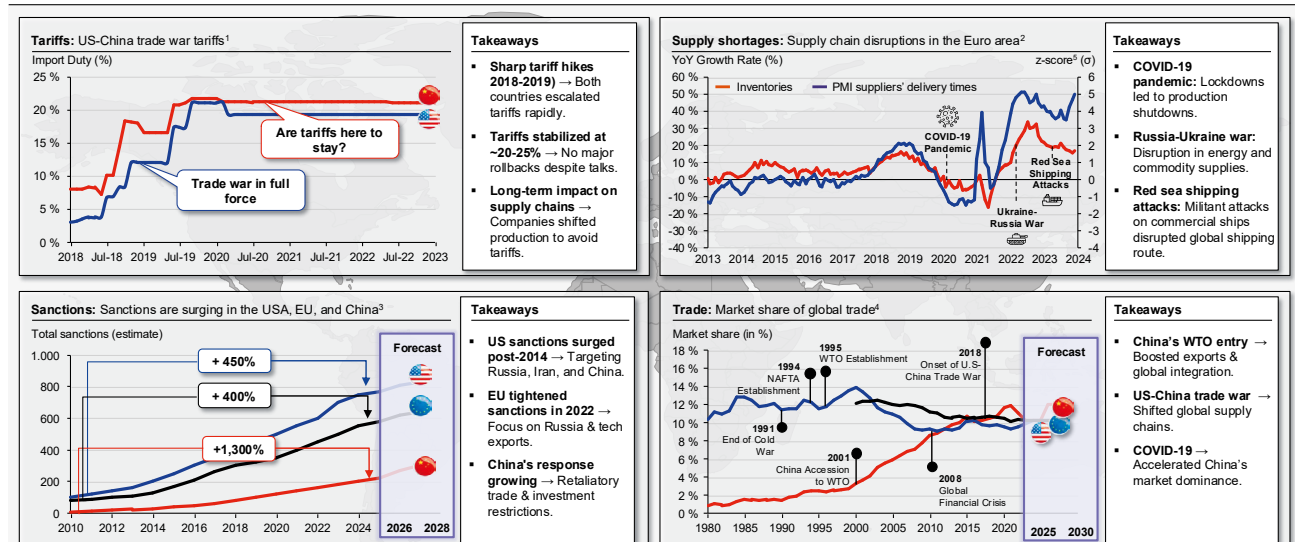 Tariffs: US-China trade war tariffs1
Import Duty (%)
25 %
20 %
15 %
10 %
5 %
0 %
Are tariffs here to
stay?
Trade war in full
force
2018 Jul-18 2019 Jul-19 2020 Jul-20 2021 Jul-21 2022 Jul-22 2023
Takeaways
▪ Sharp tariff hikes
2018-2019) → Both
countries escalated
tariffs rapidly.
▪ Tariffs stabilized at
~20-25% → No major
rollbacks despite talks.
▪ Long-term impact on
supply chains →
Companies shifted
production to avoid
tariffs.
Supply shortages: Supply chain disruptions in the Euro area2
YoY Growth Rate (%) z-score5 (σ)
Inventories PMI suppliers' delivery times
60 % 6
50 % 5
40 % 4
30 % 3
20 % 2
10 % 1
0 % 0
-10 % -1
-20 % -2
-30 % -3
-40 % -4
COVID-19
Pandemic
Red Sea
Shipping
Attacks
Ukraine-
Russia War
2013 2014 2015 2016 2017 2018 2019 2020 2021 2022 2023 2024
Takeaways
▪ COVID-19
pandemic: Lockdowns
led to production
shutdowns.
▪ Russia-Ukraine war:
Disruption in energy and
commodity supplies.
▪ Red sea shipping
attacks: Militant attacks
on commercial ships
disrupted global shipping
route.
Sanctions: Sanctions are surging in the USA, EU, and China3
Total sanctions (estimate)
1.000
800
600
400
200
0
+ 450%
+ 400%
+1,300%
Forecast
2010 2012 2014 2016 2018 2020 2022 2024 2026 2028
Takeaways
▪ US sanctions surged
post-2014 → Targeting
Russia, Iran, and China.
▪ EU tightened
sanctions in 2022 →
Focus on Russia & tech
exports.
▪ China's response
growing → Retaliatory
trade & investment
restrictions.
Trade: Market share of global trade4
Market share (in %)
18 %
16 %
14 %
12 %
10 %
8 %
6 %
4 %
2 %
0 %
1995
WTO Establishment
1994
NAFTA
Establishment
2018
Onset of U.S-
China Trade War
1991
End of Cold
War
2001
China Accession
to WTO
2008
Global
Financial Crisis
Forecast
1980 1985 1990 1995 2000 2005 2010 2015 2020 2025 2030
Takeaways
▪ China's WTO entry →
Boosted exports &
global integration.
▪ US-China trade war →
Shifted global supply
chains.
▪ COVID-19 →
Accelerated China's
market dominance.